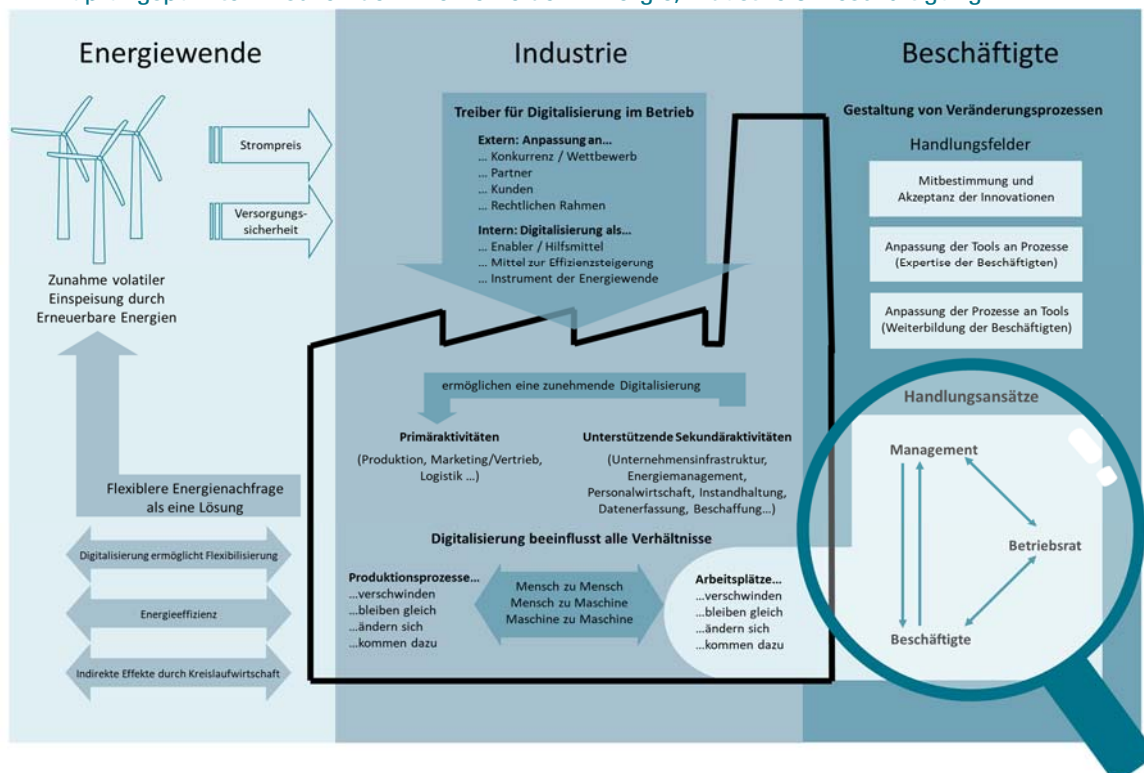 Energiewende
Strompreis
Versorgungs-
sicherheit
Zunahme volatiler
Einspeisung durch
Erneuerbare Energien
Flexiblere Energienachfrage
als eine Lösung
Digitalisierung ermöglicht Flexibilisierung
Energieeffizienz
Indirekte Effekte durch Kreislaufwirtschaft
Industrie
Treiber für Digitalisierung im Betrieb
Extern: Anpassung an...
... Konkurrenz / Wettbewerb
... Partner
... Kunden
... Rechtlichen Rahmen
Intern: Digitalisierung als...
... Enabler / Hilfsmittel
... Mittel zur Effizienzsteigerung
... Instrument der Energiewende
ermöglichen eine zunehmende Digitalisierung
Primäraktivitäten
(Produktion, Marketing/Vertrieb,
Logistik ...)
Unterstützende Sekundäraktivitäten
(Unternehmensinfrastruktur,
Energiemanagement,
Personalwirtschaft, Instandhaltung,
Datenerfassung, Beschaffung...)
Digitalisierung beeinflusst alle Verhältnisse
Produktionsprozesse...
...verschwinden
...bleiben gleich
...ändern sich
...kommen dazu
Mensch zu Mensch
Mensch zu Maschine
Maschine zu Maschine
Arbeitsplätze...
...verschwinden
...bleiben gleich
...ändern sich
...kommen dazu
Beschäftigte
Gestaltung von Veränderungsprozessen
Handlungsfelder
Mitbestimmung und
Akzeptanz der Innovationen
Anpassung der Tools an Prozesse
(Expertise der Beschäftigten)
Anpassung der Prozesse an Tools
(Weiterbildung der Beschäftigten)
Handlungsansätze
Management
Betriebsrat
Beschäftigte